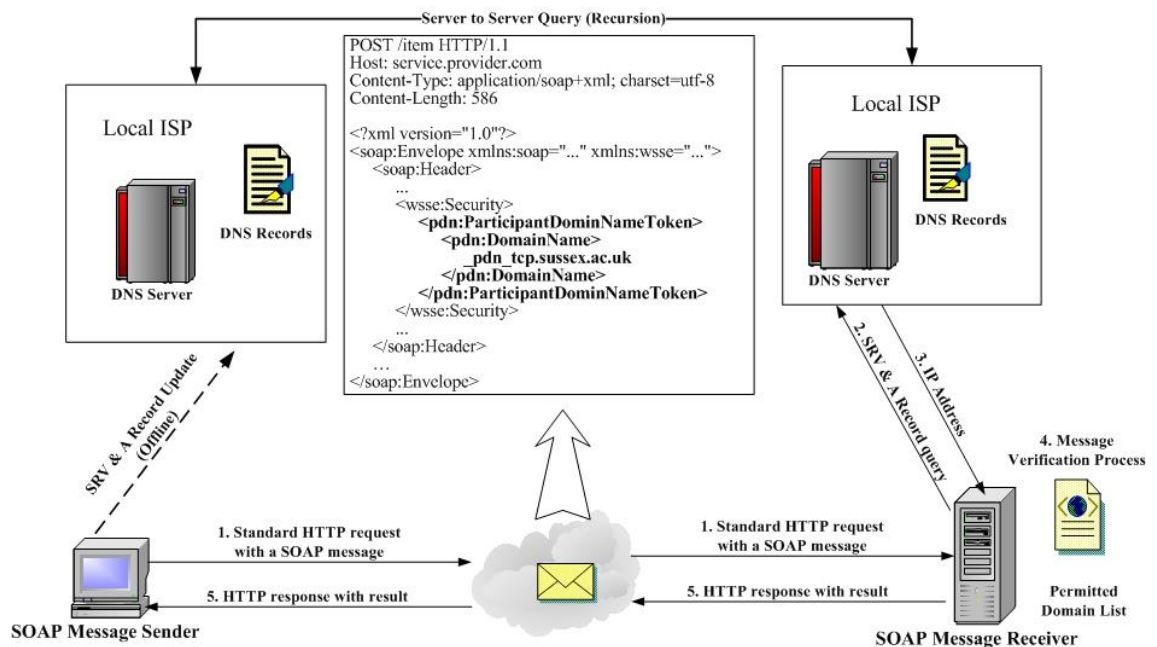 Server to Server Query (Recursion)
POST /item HTTP/1.1
Host: service.provider.com
Content-Type: application/soap+xml; charset=utf-8
Content-Length: 586
<?xml version="1.0"?>
<soap:Envelope xmlns:soap="..." xmlns:wsse="...">
<soap:Header>
...
<wsse:Security>
<pdn:ParticipantDominNameToken>
<pdn:DomainName>
_pdn_tcp.sussex.ac.uk
</pdn:DomainName>
</pdn:ParticipantDominNameToken>
</wsse:Security>
...
</soap:Header>
...
</soap:Envelope>
Local ISP
DNS Records
DNS Server
Local ISP
DNS Records
DNS Server
SRV & A Record Update
(Offline)
2. SRV & A Record query
3. IP Address
4. Message
Verification Process
1. Standard HTTP request
with a SOAP message
1. Standard HTTP request
with a SOAP message
5. HTTP response with result
5. HTTP response with result
Permitted
Domain List
SOAP Message Sender
SOAP Message Receiver